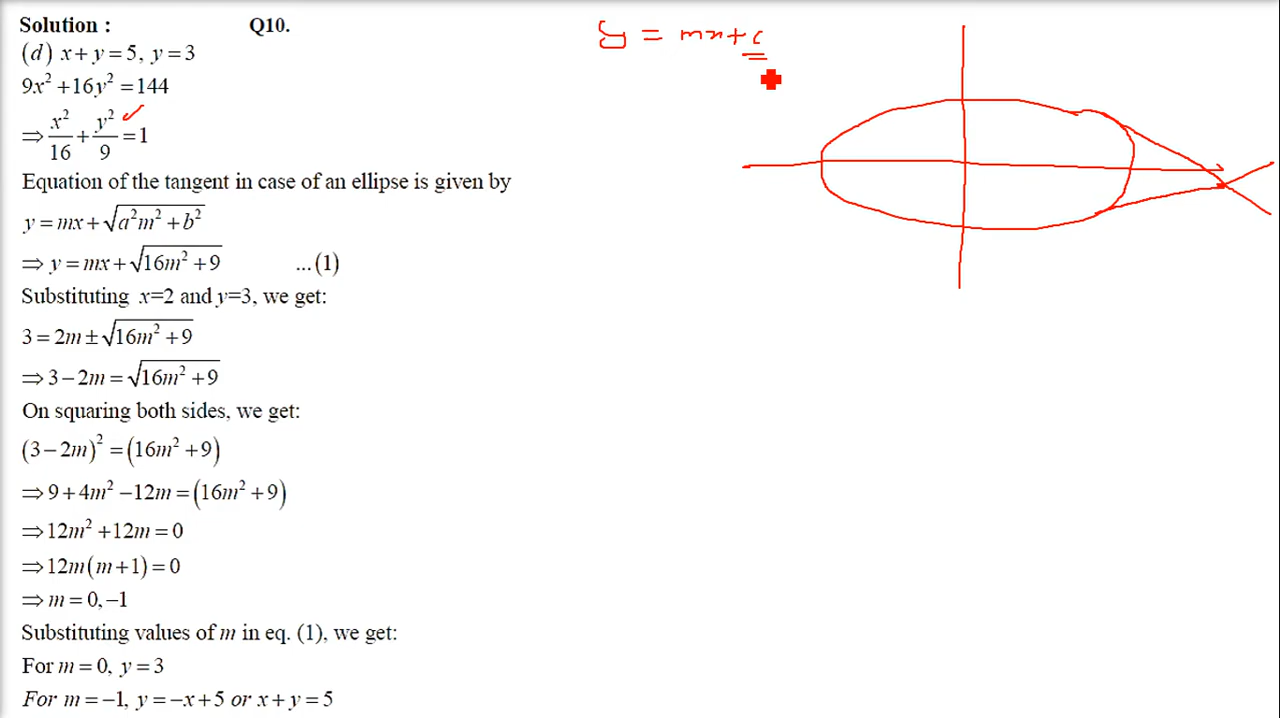 Solution : Q10.
(d) x + y = 5, y = 3
9x² + 16y² = 144
⇒ x²/16 + y²/9 = 1
Equation of the tangent in case of an ellipse is given by
y = mx + √(a²m² + b²)
⇒ y = mx + √(16m² + 9) ...(1)
Substituting x=2 and y=3, we get:
3 = 2m ± √(16m² + 9)
⇒ 3 − 2m = √(16m² + 9)
On squaring both sides, we get:
(3 − 2m)² = (16m² + 9)
⇒ 9 + 4m² − 12m = (16m² + 9)
⇒ 12m² + 12m = 0
⇒ 12m(m + 1) = 0
⇒ m = 0, −1
Substituting values of m in eq. (1), we get:
For m = 0, y = 3
For m = −1, y = −x + 5 or x + y = 5
y = mx + c